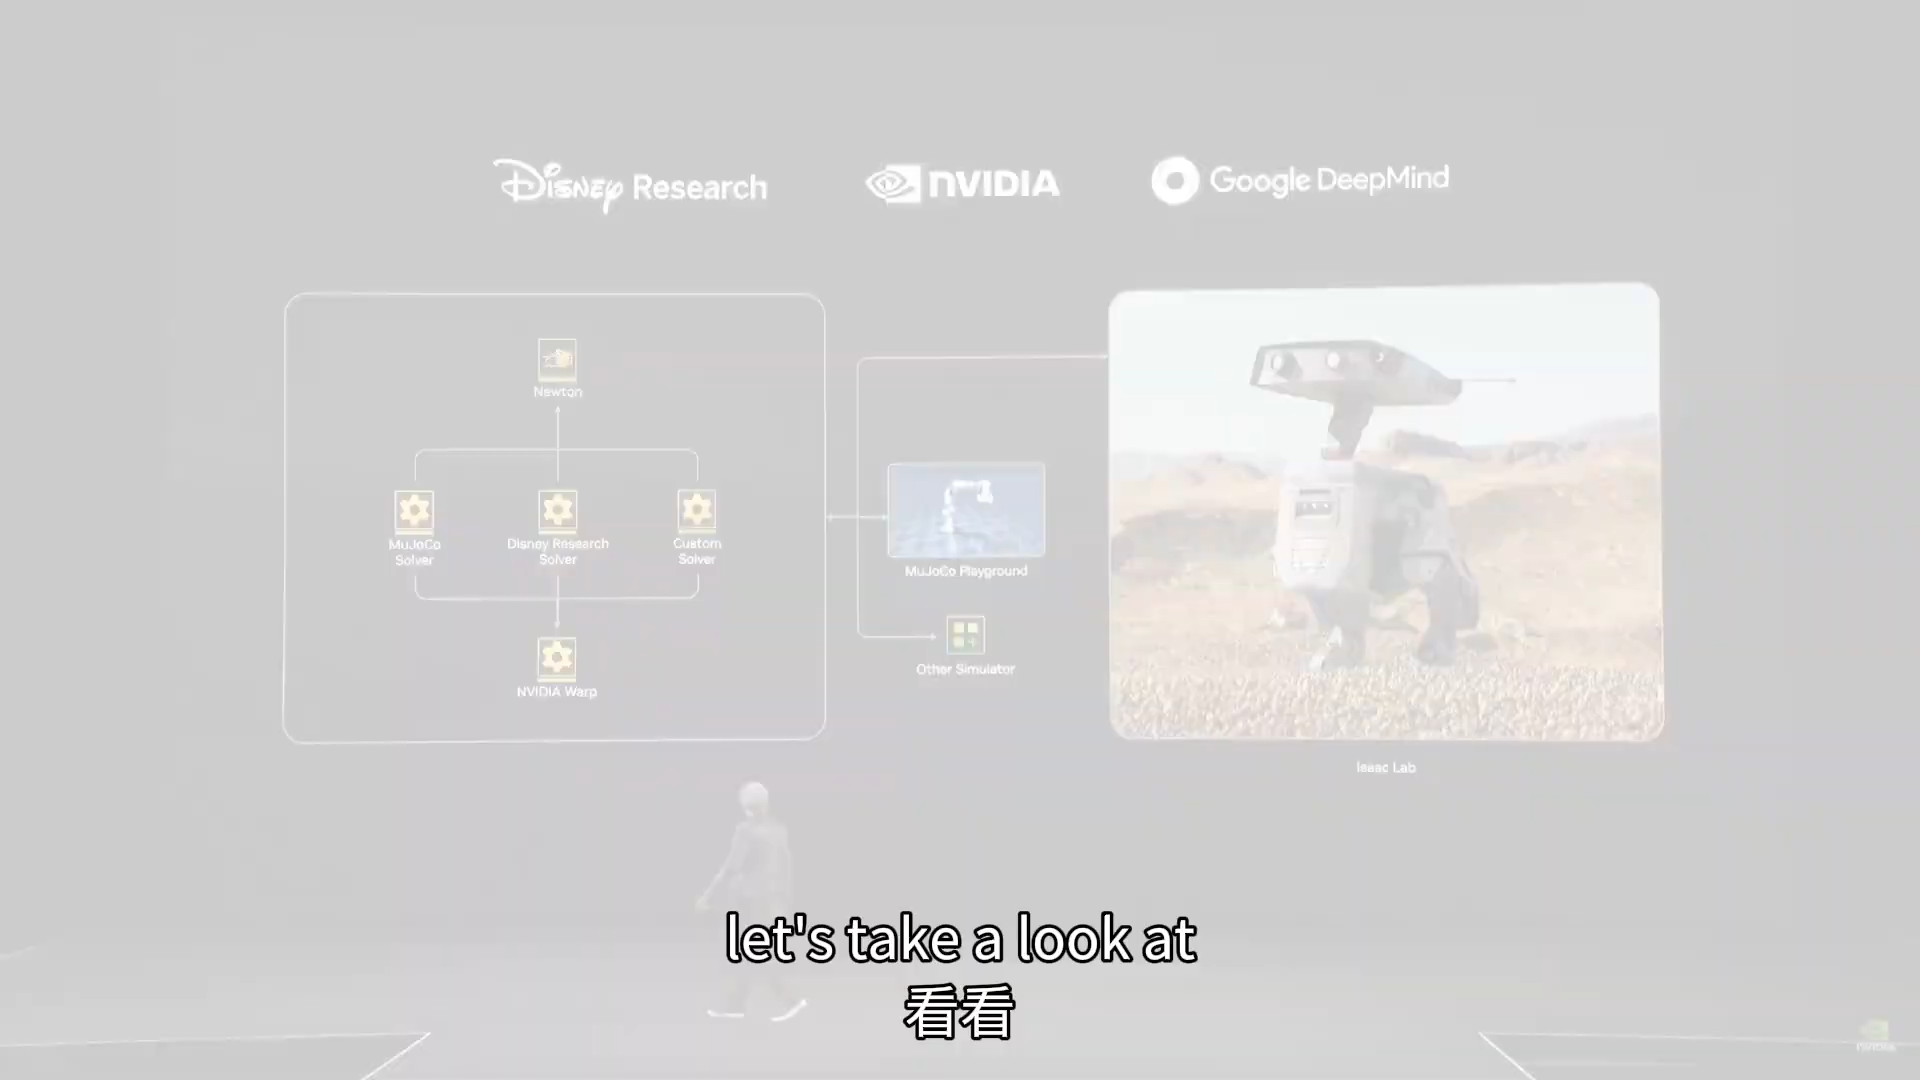 Disney Research
NVIDIA
Google DeepMind
Newton
MuJoCo
Solver
Disney Research
Solver
Custom
Solver
NVIDIA Warp
MuJoCo Playground
Other Simulator
Isaac Lab
let's take a look at
看看
NVIDIA